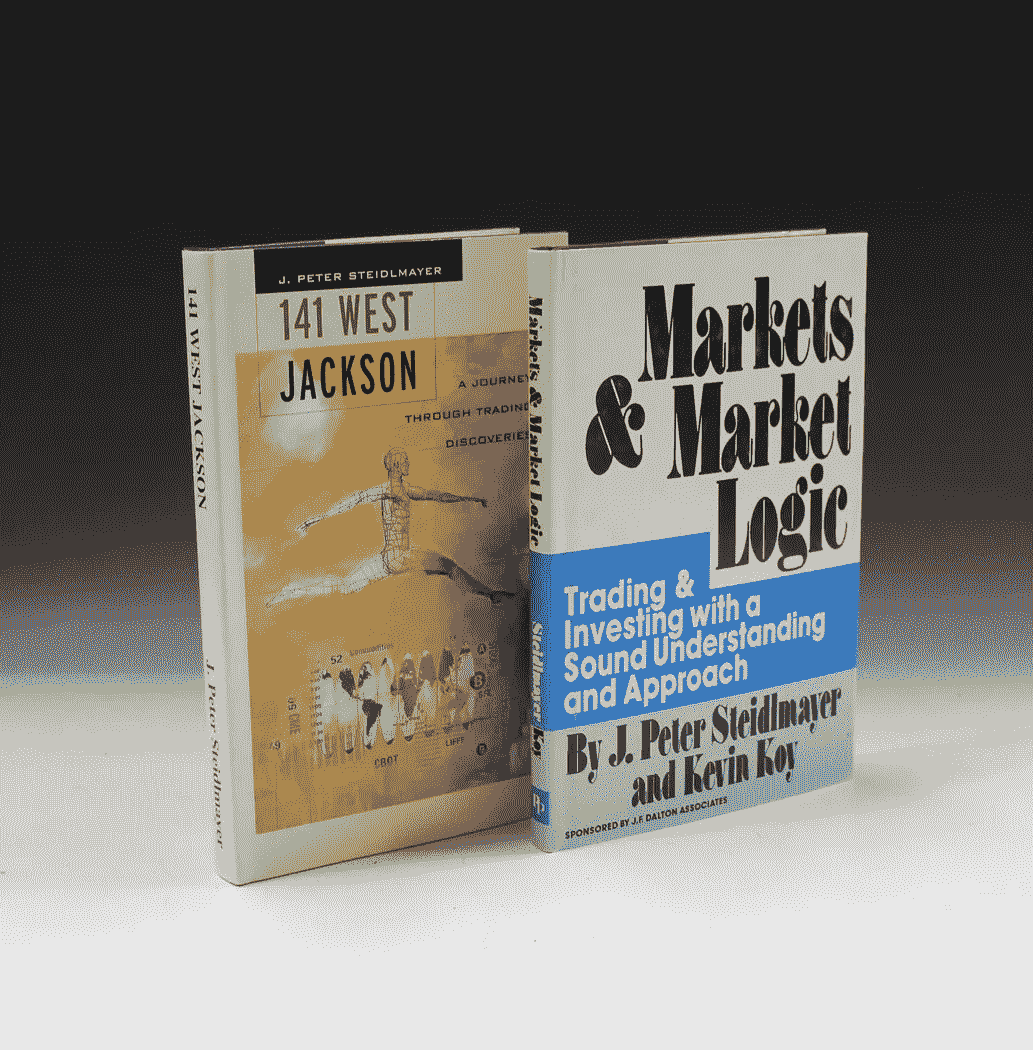 141 WEST JACKSON
J. Peter Steidlmayer
J. PETER STEIDLMAYER
141 WEST
JACKSON
A JOURNEY
THROUGH TRADING
DISCOVERIES
52
Commodities
A
B
CBOT
LIFFE
Markets & Market Logic
Steidlmayer Koy
Markets
& Market
Logic
Trading &
Investing with a
Sound Understanding
and Approach
By J. Peter Steidlmayer
and Kevin Koy
SPONSORED BY J.F. DALTON ASSOCIATES